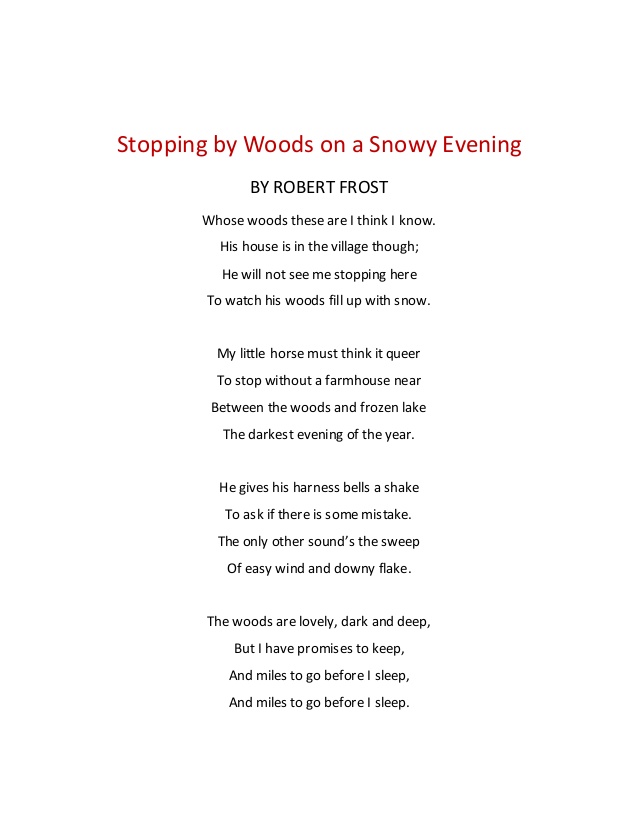 Stopping by Woods on a Snowy Evening
BY ROBERT FROST
Whose woods these are I think I know.
His house is in the village though;
He will not see me stopping here
To watch his woods fill up with snow.
My little horse must think it queer
To stop without a farmhouse near
Between the woods and frozen lake
The darkest evening of the year.
He gives his harness bells a shake
To ask if there is some mistake.
The only other sound’s the sweep
Of easy wind and downy flake.
The woods are lovely, dark and deep,
But I have promises to keep,
And miles to go before I sleep,
And miles to go before I sleep.